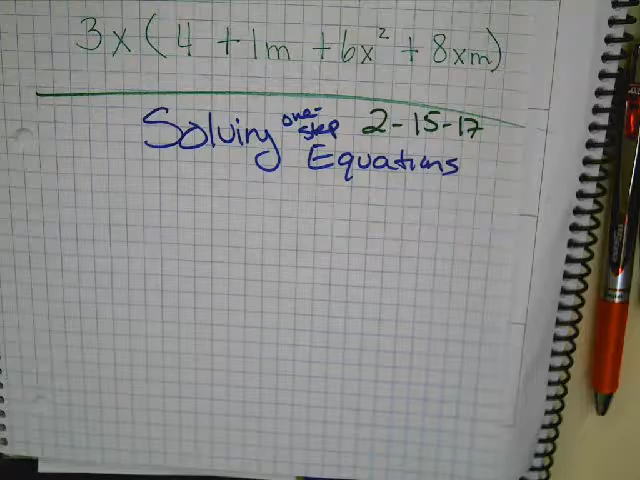 3x (4 + 1m + 6x² + 8xm)
Solving one-step 2-15-17
Equations